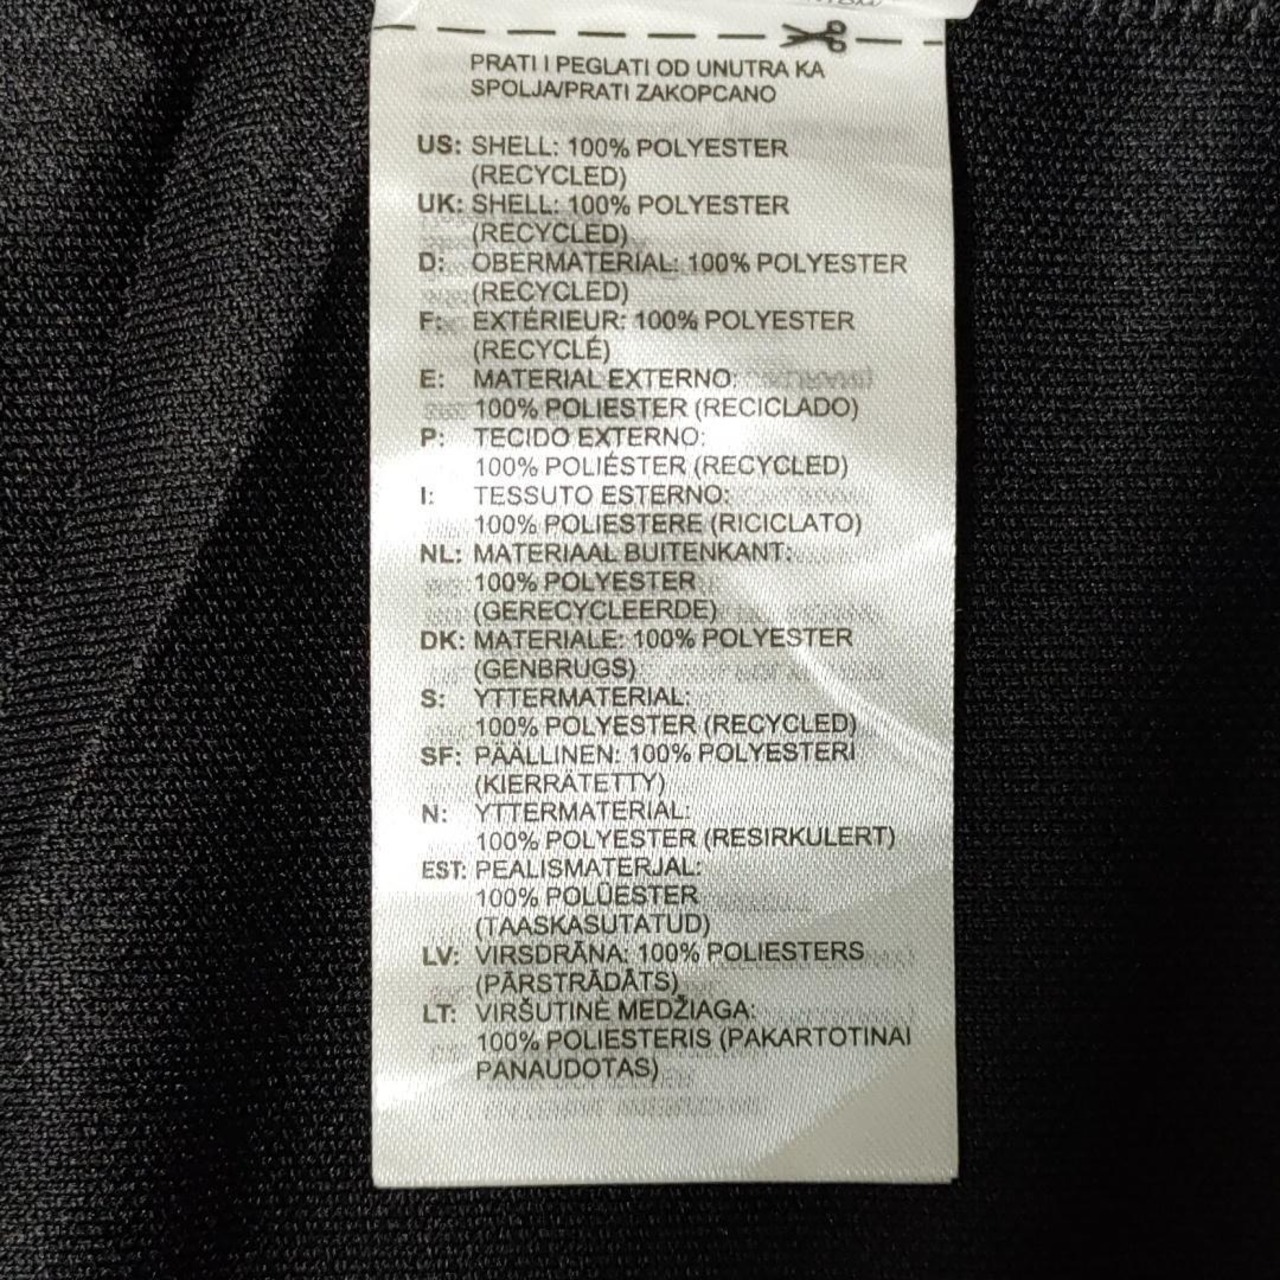 PRATI I PEGLATI OD UNUTRA KA
SPOLJA/PRATI ZAKOPCANO
US: SHELL: 100% POLYESTER
(RECYCLED)
UK: SHELL: 100% POLYESTER
(RECYCLED)
D: OBERMATERIAL: 100% POLYESTER
(RECYCLED)
F: EXTÉRIEUR: 100% POLYESTER
(RECYCLÉ)
E: MATERIAL EXTERNO:
100% POLIESTER (RECICLADO)
P: TECIDO EXTERNO:
100% POLIÉSTER (RECYCLED)
I: TESSUTO ESTERNO:
100% POLIESTERE (RICICLATO)
NL: MATERIAAL BUITENKANT:
100% POLYESTER
(GERECYCLEERDE)
DK: MATERIALE: 100% POLYESTER
(GENBRUGS)
S: YTTERMATERIAL:
100% POLYESTER (RECYCLED)
SF: PÄÄLLINEN: 100% POLYESTERI
(KIERRÄTETTY)
N: YTTERMATERIAL:
100% POLYESTER (RESIRKULERT)
EST: PEALISMATERJAL:
100% POLÜESTER
(TAASKASUTATUD)
LV: VIRSDRĀNA: 100% POLIESTERS
(PĀRSTRĀDĀTS)
LT: VIRŠUTINĖ MEDŽIAGA:
100% POLIESTERIS (PAKARTOTINAI
PANAUDOTAS)